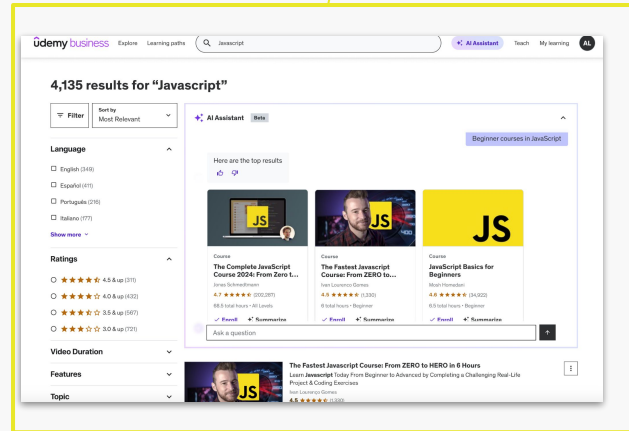 ûdemy business Explore Learning paths Javascript AI Assistant Teach My learning AL
4,135 results for “Javascript”
Filter
Sort by
Most Relevant
AI Assistant Beta
Beginner courses in JavaScript
Language
English (349)
Español (411)
Português (216)
Italiano (177)
Show more
Here are the top results
JS
JS
JS
Ratings
4.5 & up (311)
4.0 & up (432)
3.5 & up (567)
3.0 & up (721)
Course
The Complete JavaScript
Course 2024: From Zero t...
Jonas Schmedtmann
4.7 (202,287)
68.5 total hours • All Levels
Enroll Summarize
Course
The Fastest Javascript
Course: From ZERO to...
Ivan Lourenço Gomes
4.5 (1,330)
6 total hours • Beginner
Enroll Summarize
Course
JavaScript Basics for
Beginners
Mosh Hamedani
4.6 (34,922)
6.5 total hours • Beginner
Enroll Summarize
Ask a question
Video Duration
Features
Topic
JS
The Fastest Javascript Course: From ZERO to HERO in 6 Hours
Learn Javascript Today From Beginner to Advanced by Completing a Challenging Real-Life
Project & Coding Exercises
Ivan Lourenço Gomes
4.5 (1,330)